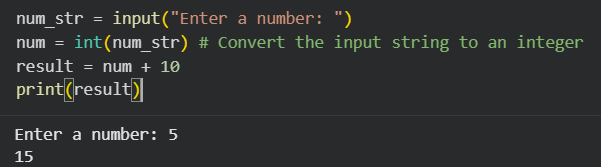 num_str = input("Enter a number: ")
num = int(num_str) # Convert the input string to an integer
result = num + 10
print(result)
Enter a number: 5
15